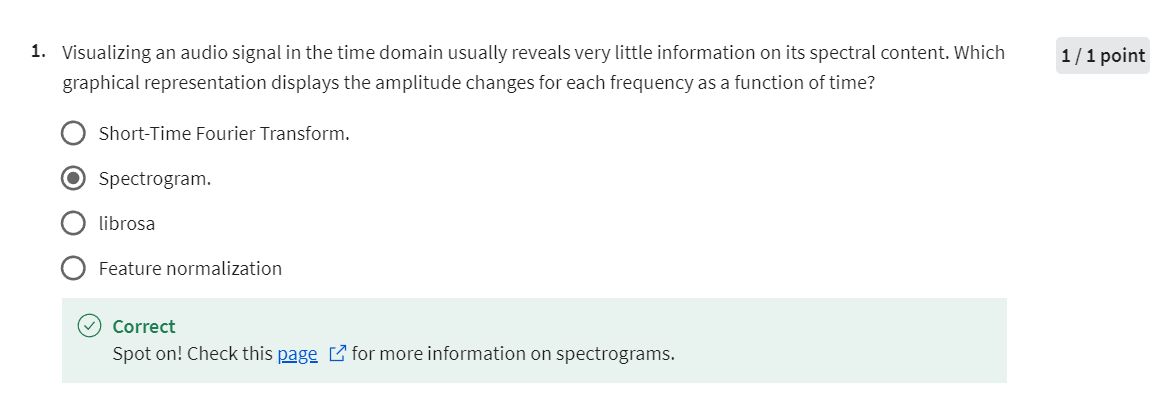 1. Visualizing an audio signal in the time domain usually reveals very little information on its spectral content. Which 1 / 1 point
graphical representation displays the amplitude changes for each frequency as a function of time?
Short-Time Fourier Transform.
Spectrogram.
librosa
Feature normalization
Correct
Spot on! Check this page for more information on spectrograms.